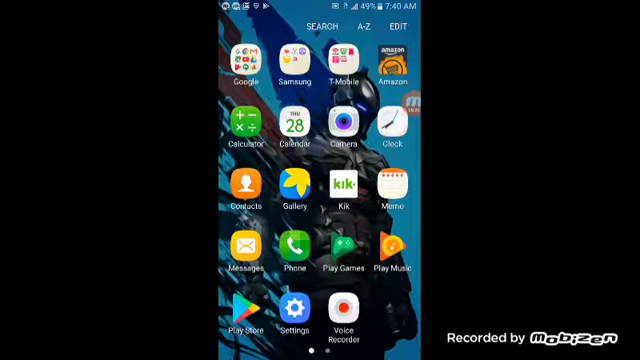 49% 7:40 AM
SEARCH A-Z EDIT
amazon
Google Samsung T-Mobile Amazon
THU
28
Calculator Calendar Camera Clock
kik
Contacts Gallery Kik Memo
Messages Phone Play Games Play Music
Play Store Settings Voice
Recorder
Recorded by mobizen